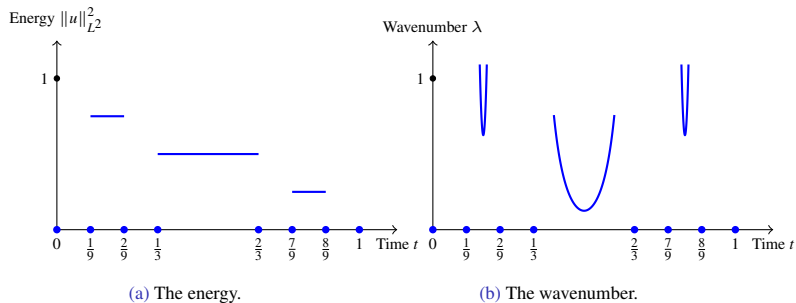 Energy ‖u‖²_{L²}
1
0 1/9 2/9 1/3 2/3 7/9 8/9 1 Time t
(a) The energy.
Wavenumber λ
1
0 1/9 2/9 1/3 2/3 7/9 8/9 1 Time t
(b) The wavenumber.